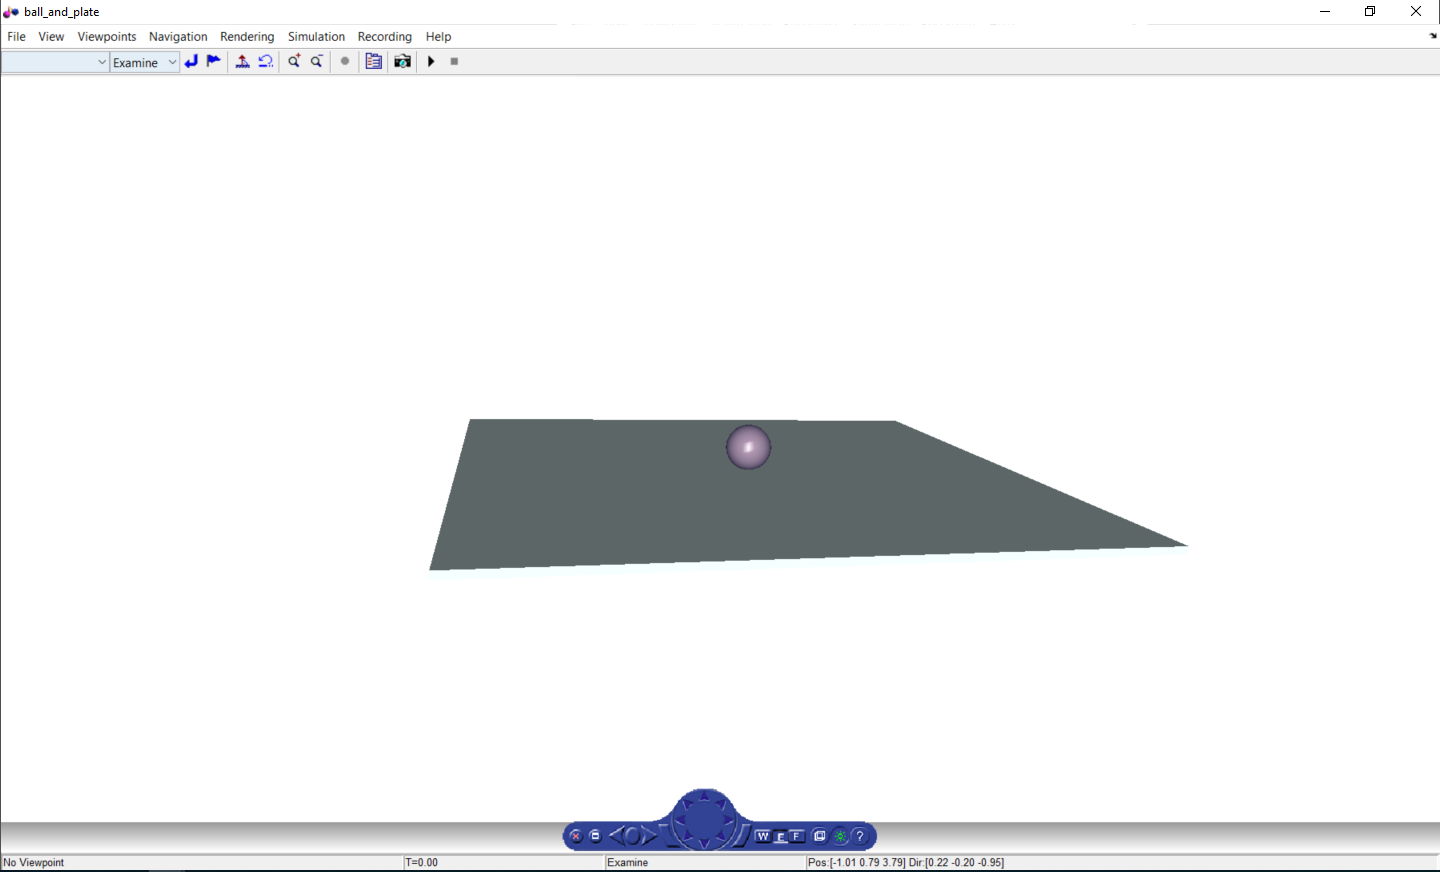 ball_and_plate
File View Viewpoints Navigation Rendering Simulation Recording Help
Examine
W E F ?
No Viewpoint T=0.00 Examine Pos:[-1.01 0.79 3.79] Dir:[0.22 -0.20 -0.95]